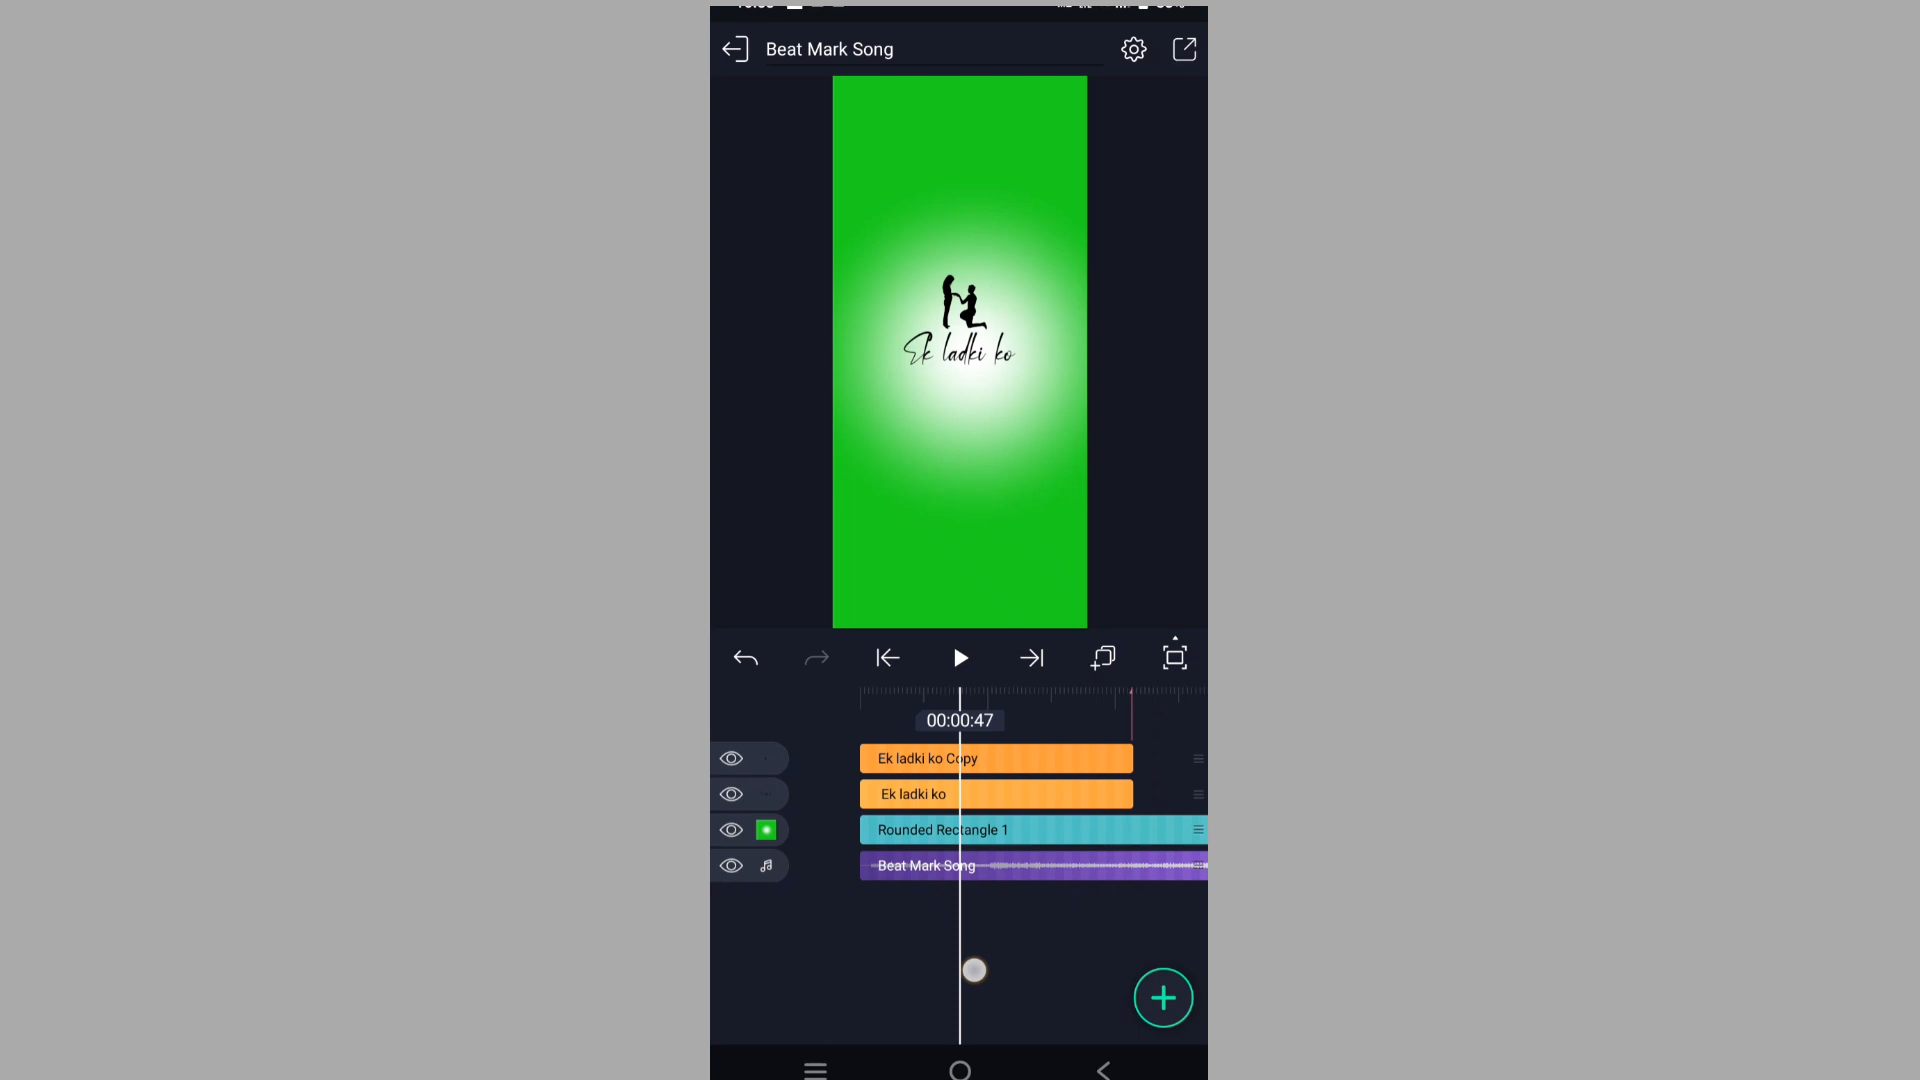 Beat Mark Song
Ek ladki ko
00:00:47
Ek ladki ko Copy
Ek ladki ko
Rounded Rectangle 1
Beat Mark Song